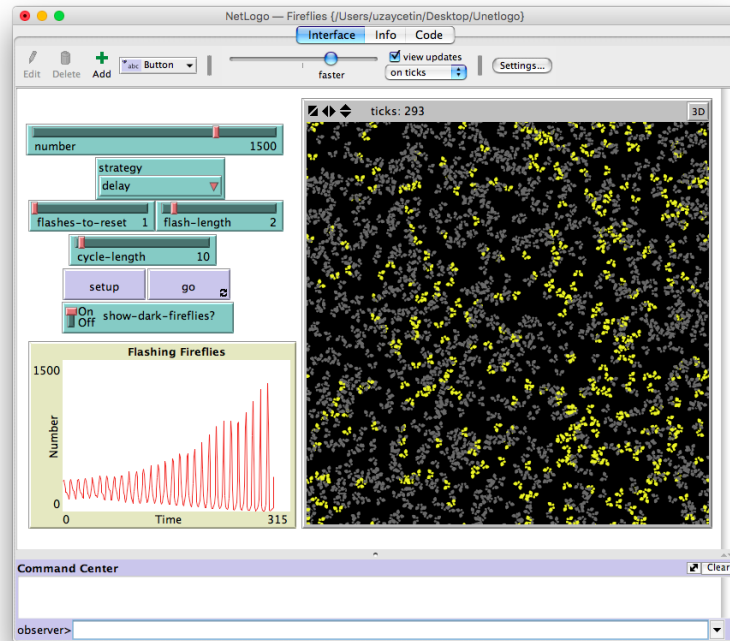 NetLogo — Fireflies {/Users/uzaycetin/Desktop/Unetlogo}
Interface Info Code
Edit Delete Add abc Button faster view updates on ticks Settings...
ticks: 293 3D
number 1500
strategy
delay
flashes-to-reset 1 flash-length 2
cycle-length 10
setup go
On
Off show-dark-fireflies?
Flashing Fireflies
1500
Number
0
0 Time 315
Command Center Clear
observer>